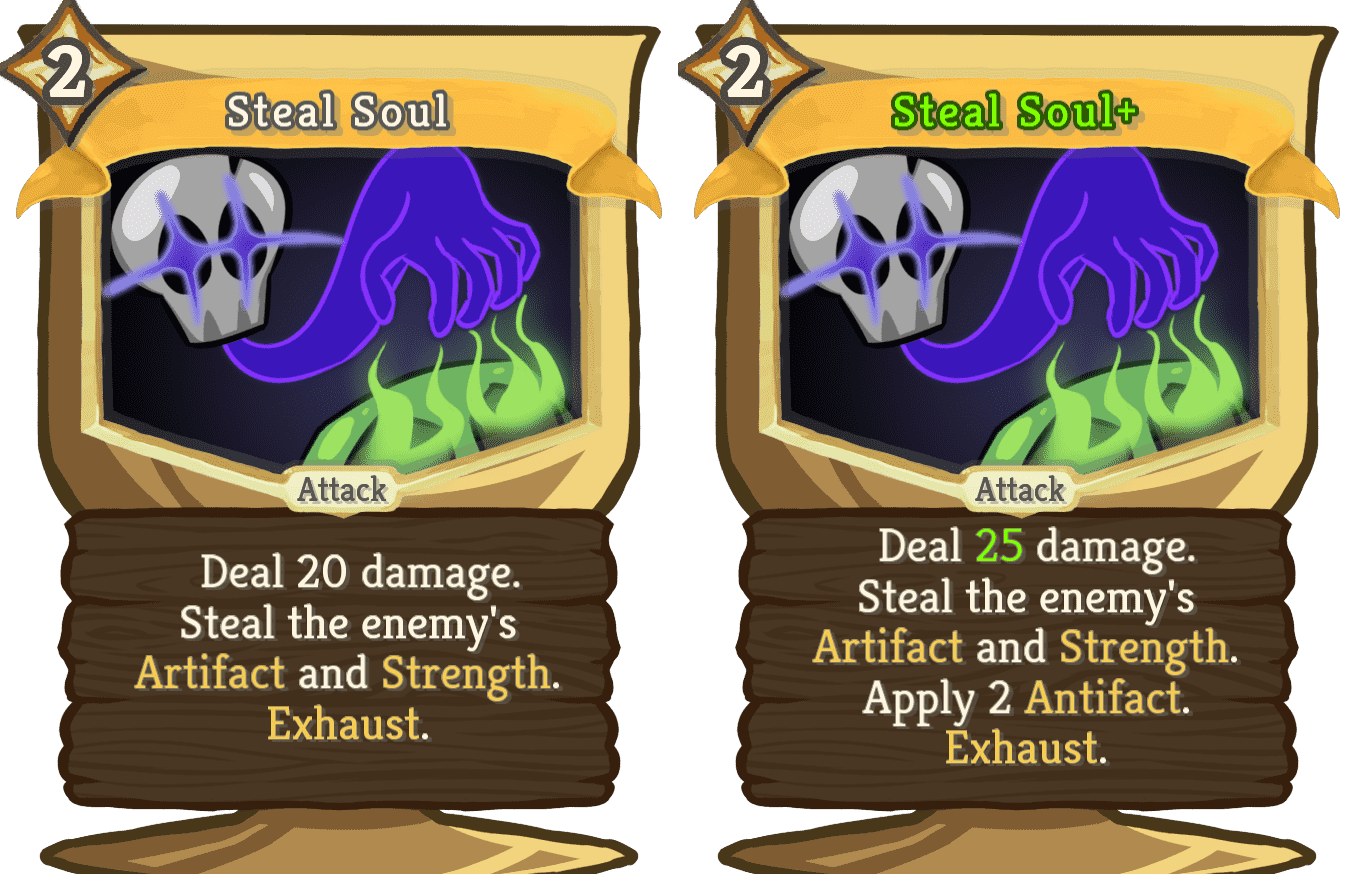 2
Steal Soul
Attack
Deal 20 damage.
Steal the enemy's
Artifact and Strength.
Exhaust.
2
Steal Soul+
Attack
Deal 25 damage.
Steal the enemy's
Artifact and Strength.
Apply 2 Antifact.
Exhaust.